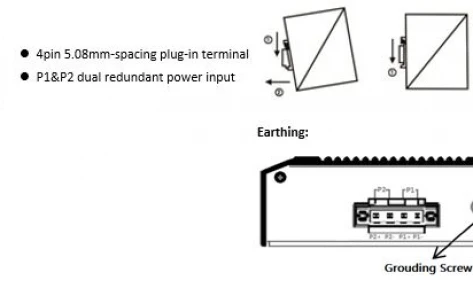 4pin 5.08mm-spacing plug-in terminal
P1&P2 dual redundant power input
①
②
①
Earthing:
P2 P1
P2+ P2- P1+ P1-
Grouding Screw